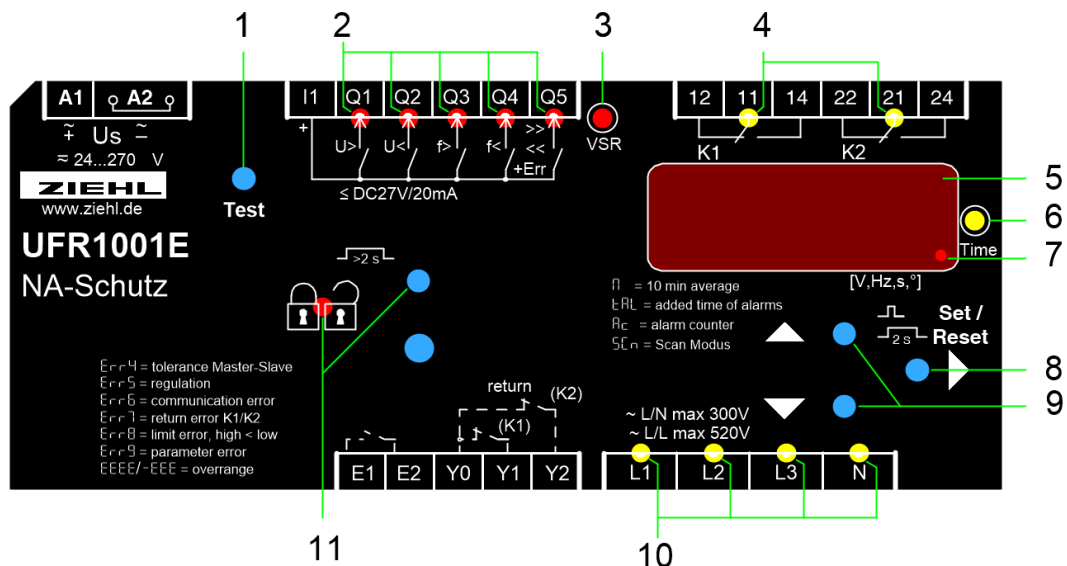 1 2 3 4
A1 A2
I1 Q1 Q2 Q3 Q4 Q5
12 11 14 22 21 24
~ + Us ~ −
≂ 24...270 V
+ U> U< f> f< >> << +Err
≤ DC27V/20mA
VSR
K1 K2
ZIEHL
www.ziehl.de
Test
UFR1001E
NA-Schutz
>2 s
5
6
Time
7
[V,Hz,s,°]
n = 10 min average
tAL = added time of alarms
Ac = alarm counter
SCn = Scan Modus
Set /
Reset
2 s
8
9
Err4 = tolerance Master-Slave
Err5 = regulation
Err6 = communication error
Err7 = return error K1/K2
Err8 = limit error, high < low
Err9 = parameter error
EEEE/-EEE = overrange
return
(K2)
(K1)
~ L/N max 300V
~ L/L max 520V
E1 E2 Y0 Y1 Y2
L1 L2 L3 N
11 10